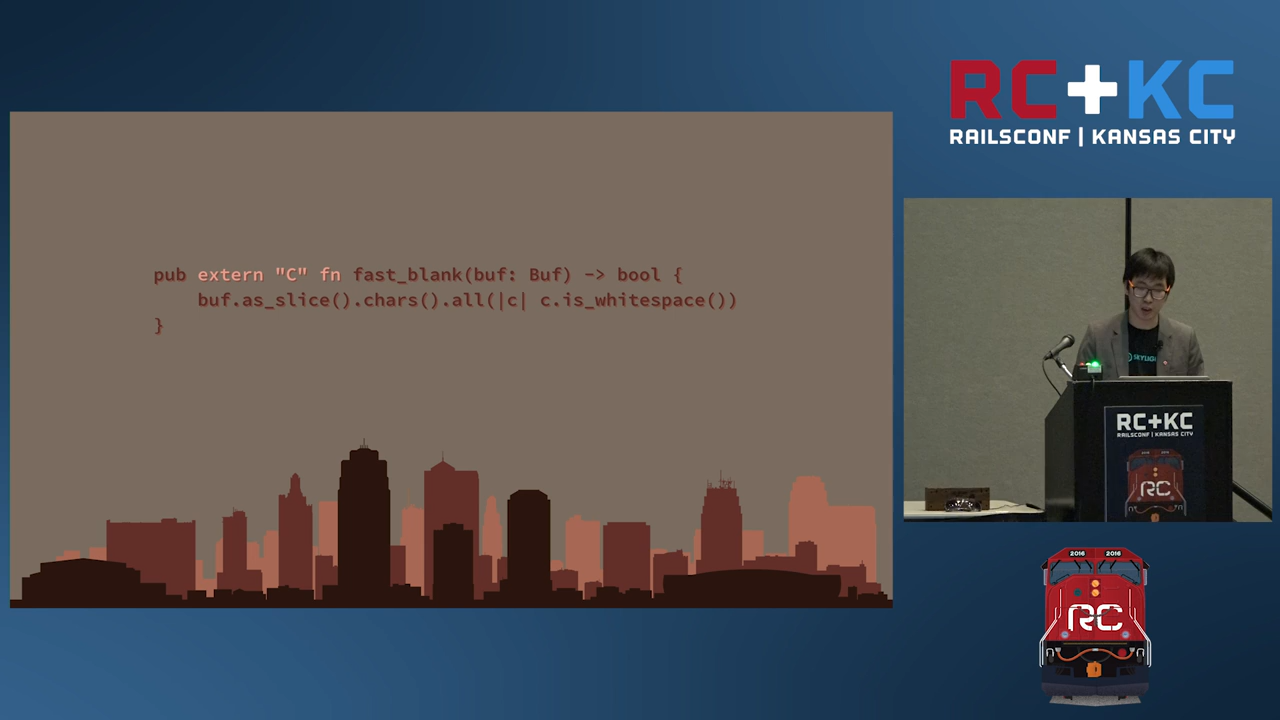 pub extern "C" fn fast_blank(buf: Buf) -> bool {
    buf.as_slice().chars().all(|c| c.is_whitespace())
}
RC+KC
RAILSCONF | KANSAS CITY
RC+KC
RAILSCONF | KANSAS CITY
RC
2016 2016
RC